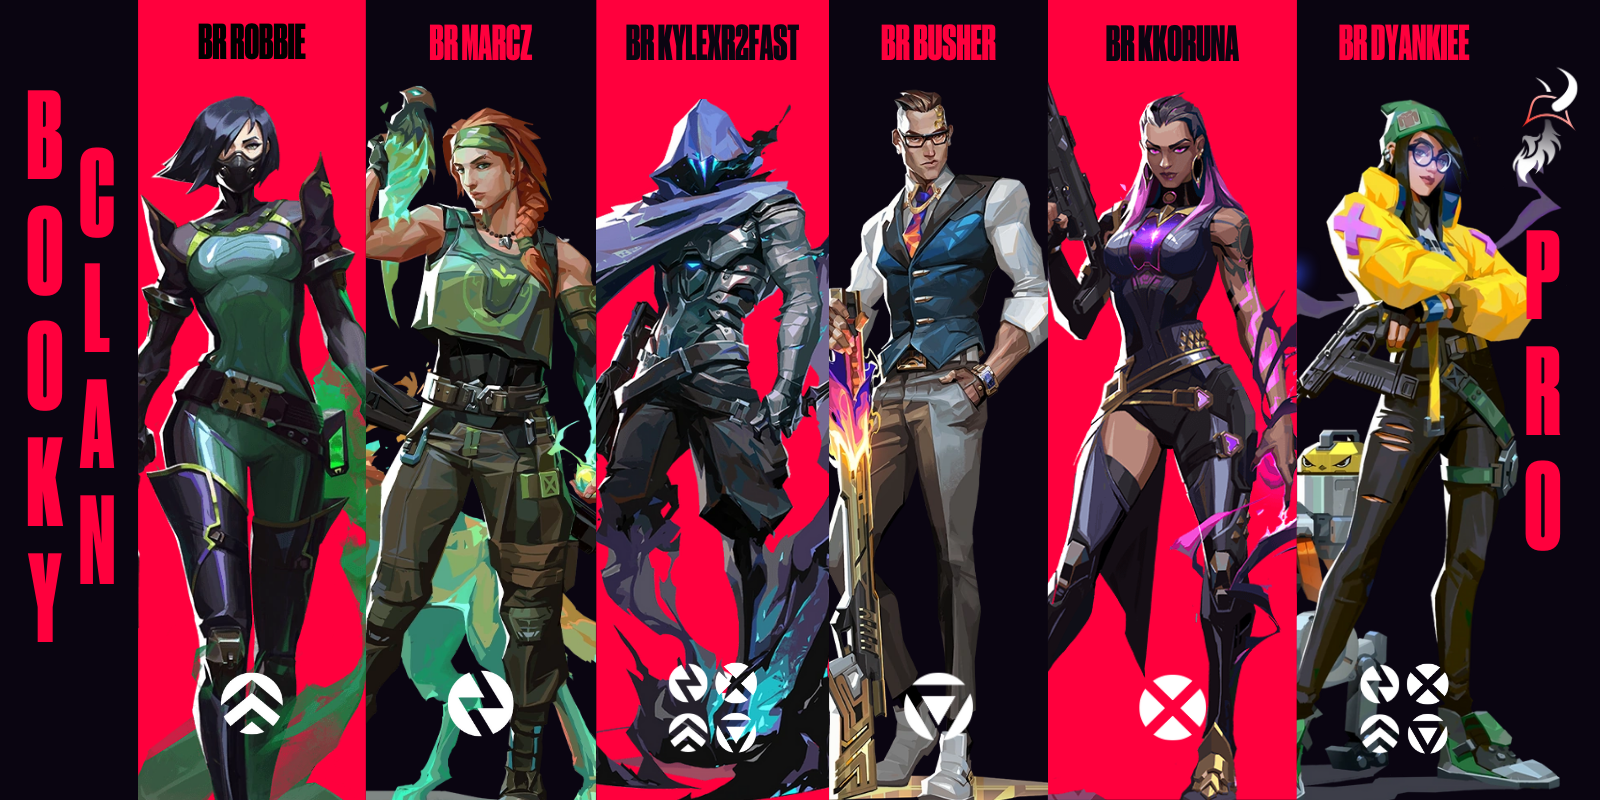 BOOKY
CLAN
BR ROBBIE
BR MARCZ
BR KYLEXR2FAST
BR BUSHER
BR KKORUNA
BR DYANKIEE
PRO